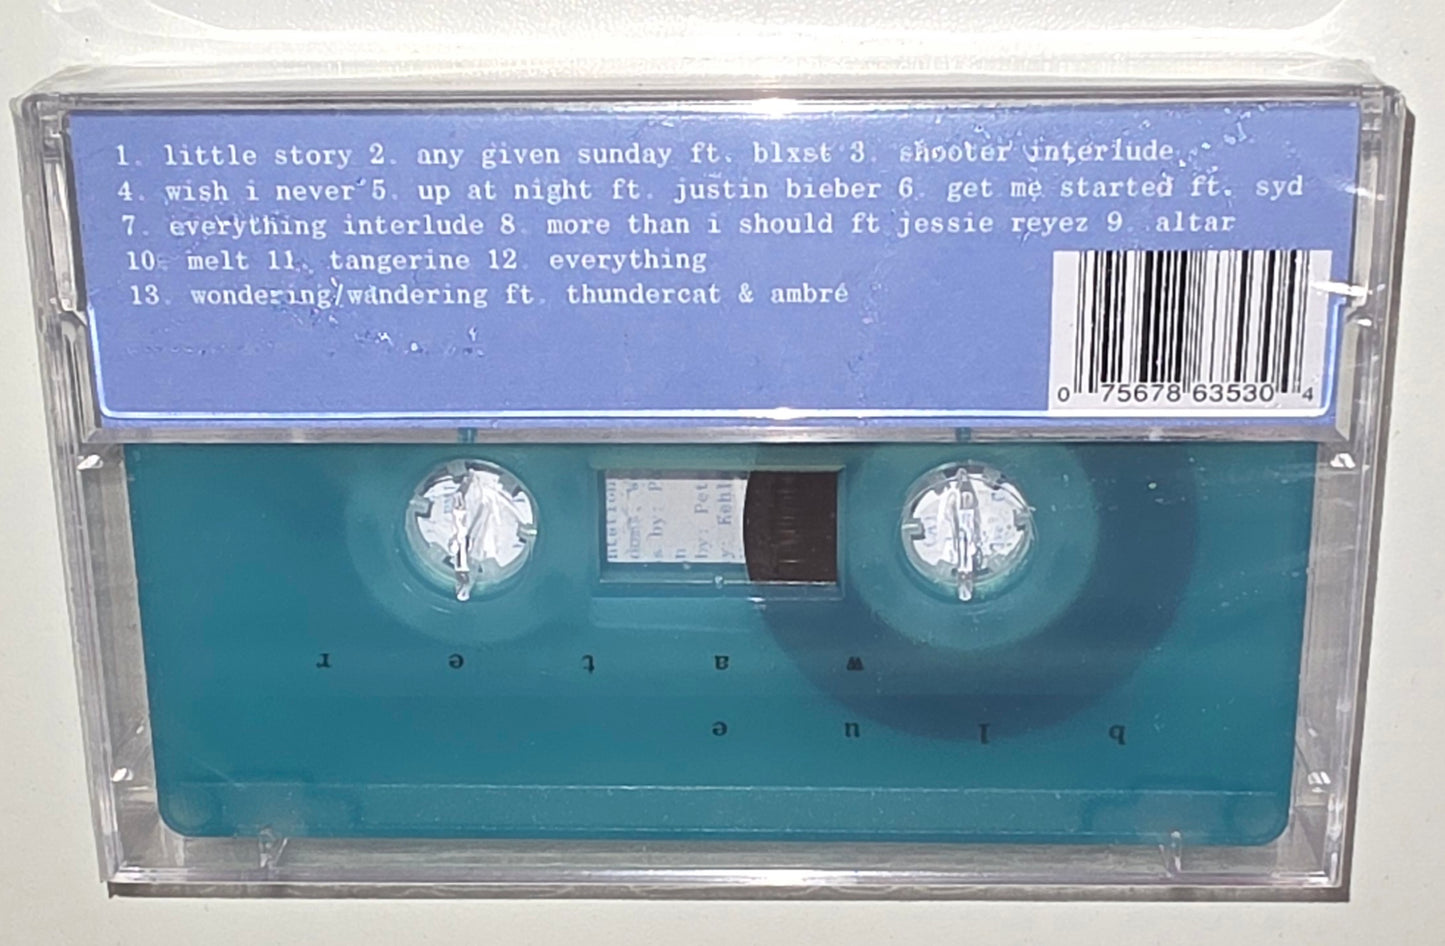 1. little story 2. any given sunday ft. blxst 3. shooter interlude
4. wish i never 5. up at night ft. justin bieber 6. get me started ft. syd
7. everything interlude 8. more than i should ft jessie reyez 9. altar
10. melt 11. tangerine 12. everything
13. wondering/wandering ft. thundercat & ambré
0 75678 63530 4
by: Pet
s by: P
blue
water